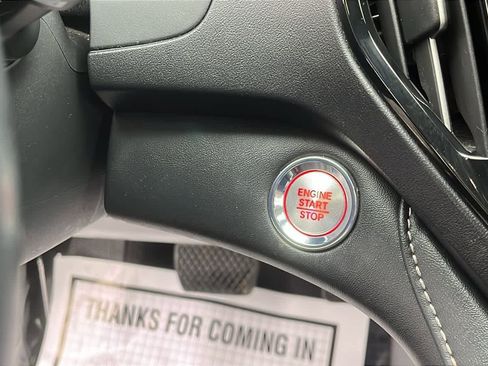 ENGINE
START
STOP
THANKS FOR COMING IN